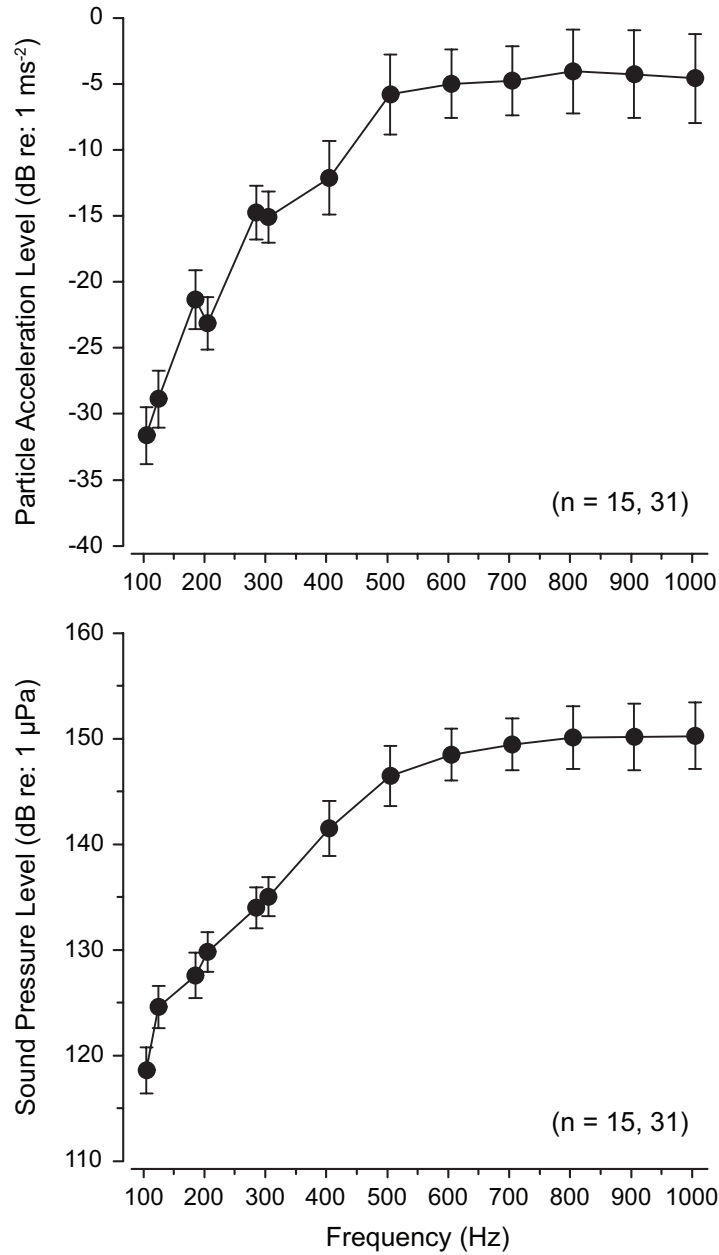 Particle Acceleration Level (dB re: 1 ms-2)
0
-5
-10
-15
-20
-25
-30
-35
-40
(n = 15, 31)
100 200 300 400 500 600 700 800 900 1000
Sound Pressure Level (dB re: 1 µPa)
160
150
140
130
120
110
(n = 15, 31)
100 200 300 400 500 600 700 800 900 1000
Frequency (Hz)